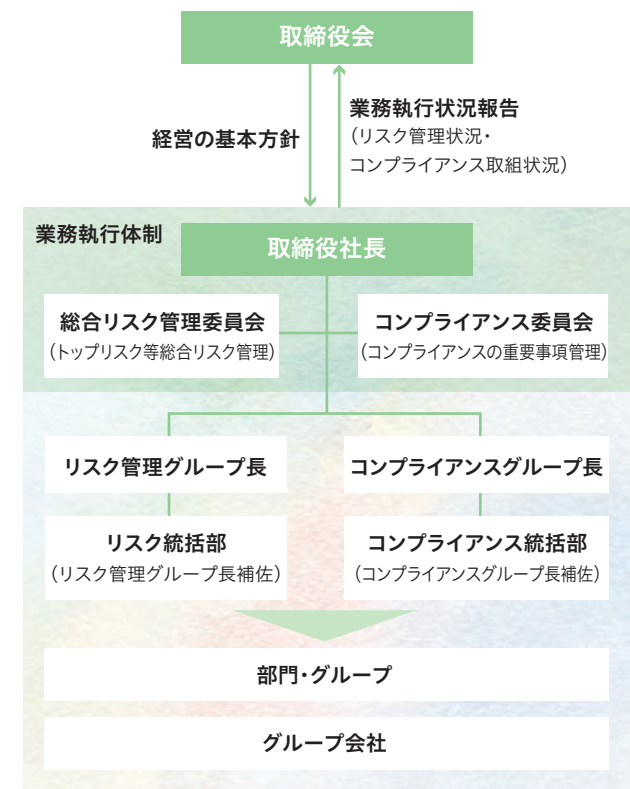 取締役会
経営の基本方針
業務執行状況報告
（リスク管理状況・
コンプライアンス取組状況）
業務執行体制
取締役社長
総合リスク管理委員会
（トップリスク等総合リスク管理）
コンプライアンス委員会
（コンプライアンスの重要事項管理）
リスク管理グループ長
コンプライアンスグループ長
リスク統括部
（リスク管理グループ長補佐）
コンプライアンス統括部
（コンプライアンスグループ長補佐）
部門・グループ
グループ会社